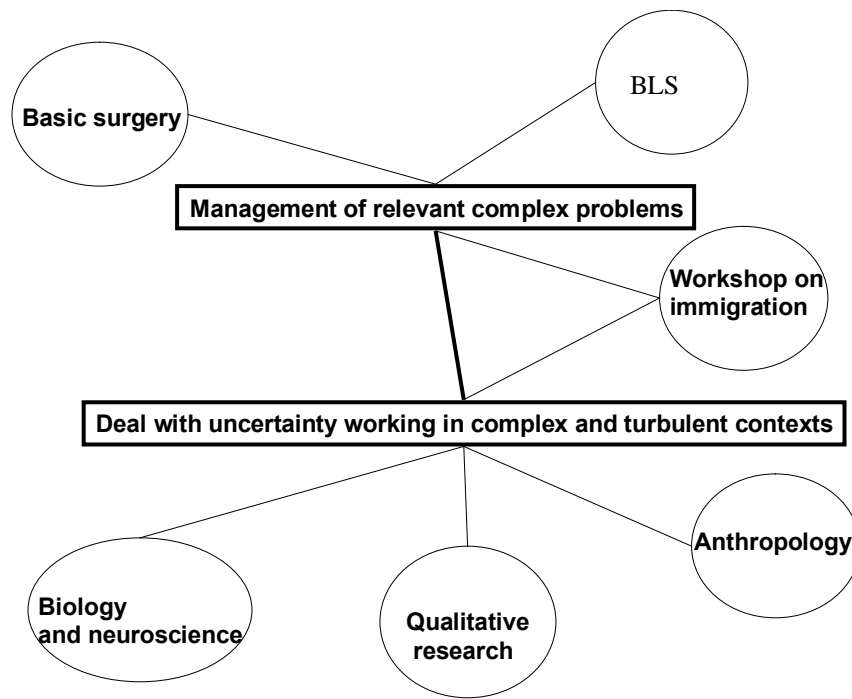 BLS
Basic surgery
Management of relevant complex problems
Workshop on
immigration
Deal with uncertainty working in complex and turbulent contexts
Anthropology
Biology
and neuroscience
Qualitative
research